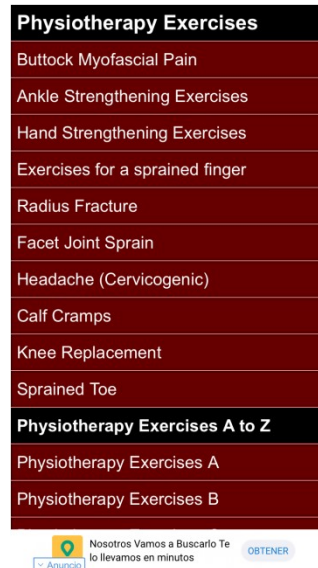 Physiotherapy Exercises
Buttock Myofascial Pain
Ankle Strengthening Exercises
Hand Strengthening Exercises
Exercises for a sprained finger
Radius Fracture
Facet Joint Sprain
Headache (Cervicogenic)
Calf Cramps
Knee Replacement
Sprained Toe
Physiotherapy Exercises A to Z
Physiotherapy Exercises A
Physiotherapy Exercises B
Nosotros Vamos a Buscarlo Te
lo llevamos en minutos
OBTENER
Anuncio